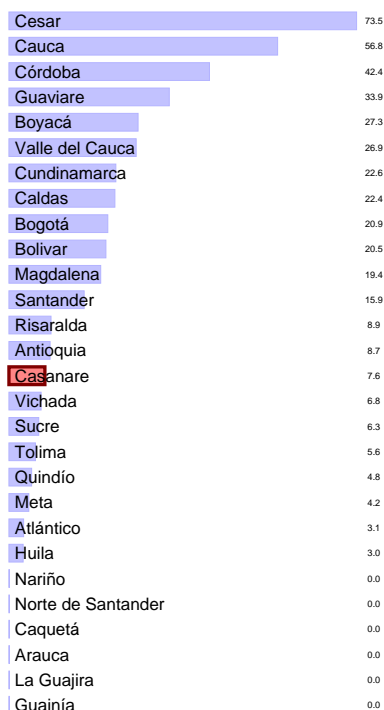 Cesar 73.5
Cauca 56.8
Córdoba 42.4
Guaviare 33.9
Boyacá 27.3
Valle del Cauca 26.9
Cundinamarca 22.6
Caldas 22.4
Bogotá 20.9
Bolivar 20.5
Magdalena 19.4
Santander 15.9
Risaralda 8.9
Antioquia 8.7
Casanare 7.6
Vichada 6.8
Sucre 6.3
Tolima 5.6
Quindío 4.8
Meta 4.2
Atlántico 3.1
Huila 3.0
Nariño 0.0
Norte de Santander 0.0
Caquetá 0.0
Arauca 0.0
La Guajira 0.0
Guainía 0.0